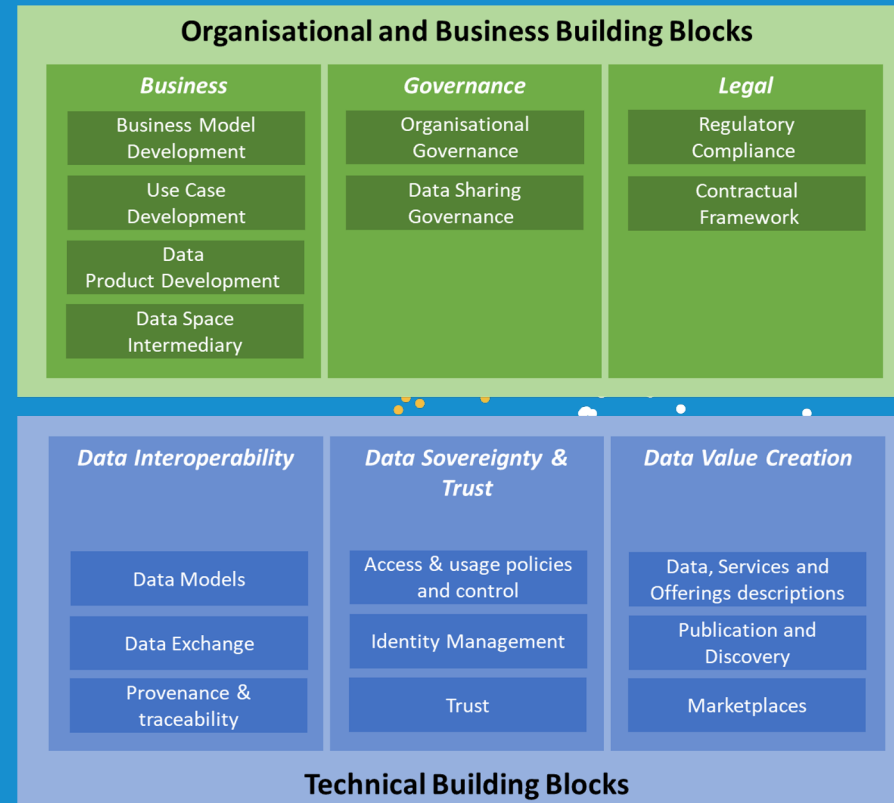 Organisational and Business Building Blocks
Business
Business Model
Development
Use Case
Development
Data
Product Development
Data Space
Intermediary
Governance
Organisational
Governance
Data Sharing
Governance
Legal
Regulatory
Compliance
Contractual
Framework
Data Interoperability
Data Models
Data Exchange
Provenance &
traceability
Data Sovereignty &
Trust
Access & usage policies
and control
Identity Management
Trust
Data Value Creation
Data, Services and
Offerings descriptions
Publication and
Discovery
Marketplaces
Technical Building Blocks